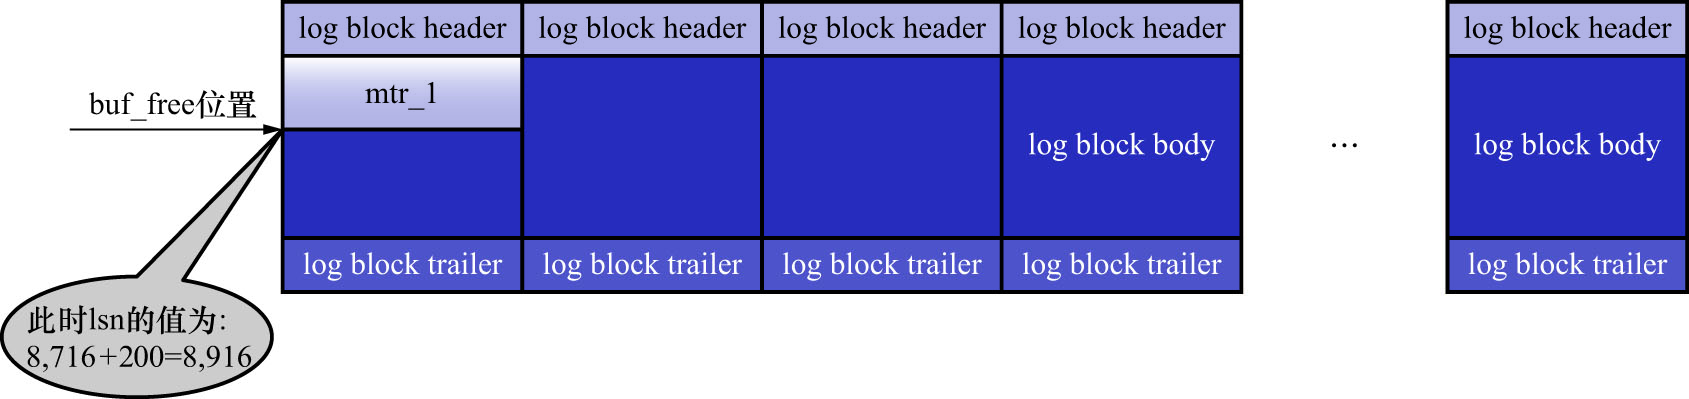 log block header log block header log block header log block header log block header
mtr_1
buf_free位置
log block body … log block body
log block trailer log block trailer log block trailer log block trailer log block trailer
此时lsn的值为:
8,716+200=8,916